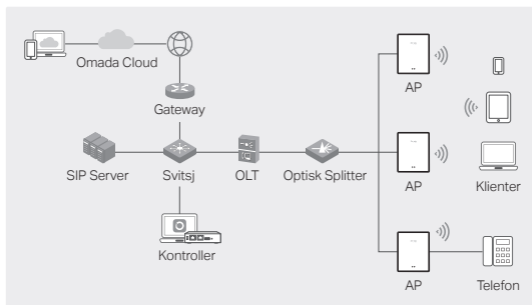 Omada Cloud
Gateway
AP
SIP Server
Svitsj
OLT
Optisk Splitter
AP
Klienter
Kontroller
AP
Telefon